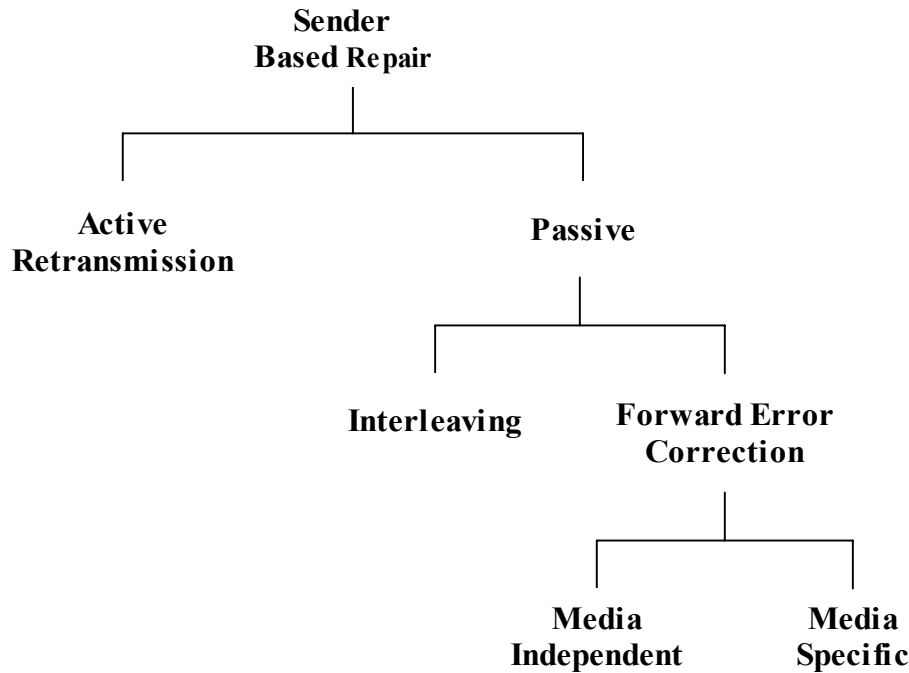 Sender
Based Repair
Active
Retransmission
Passive
Interleaving
Forward Error
Correction
Media
Independent
Media
Specific